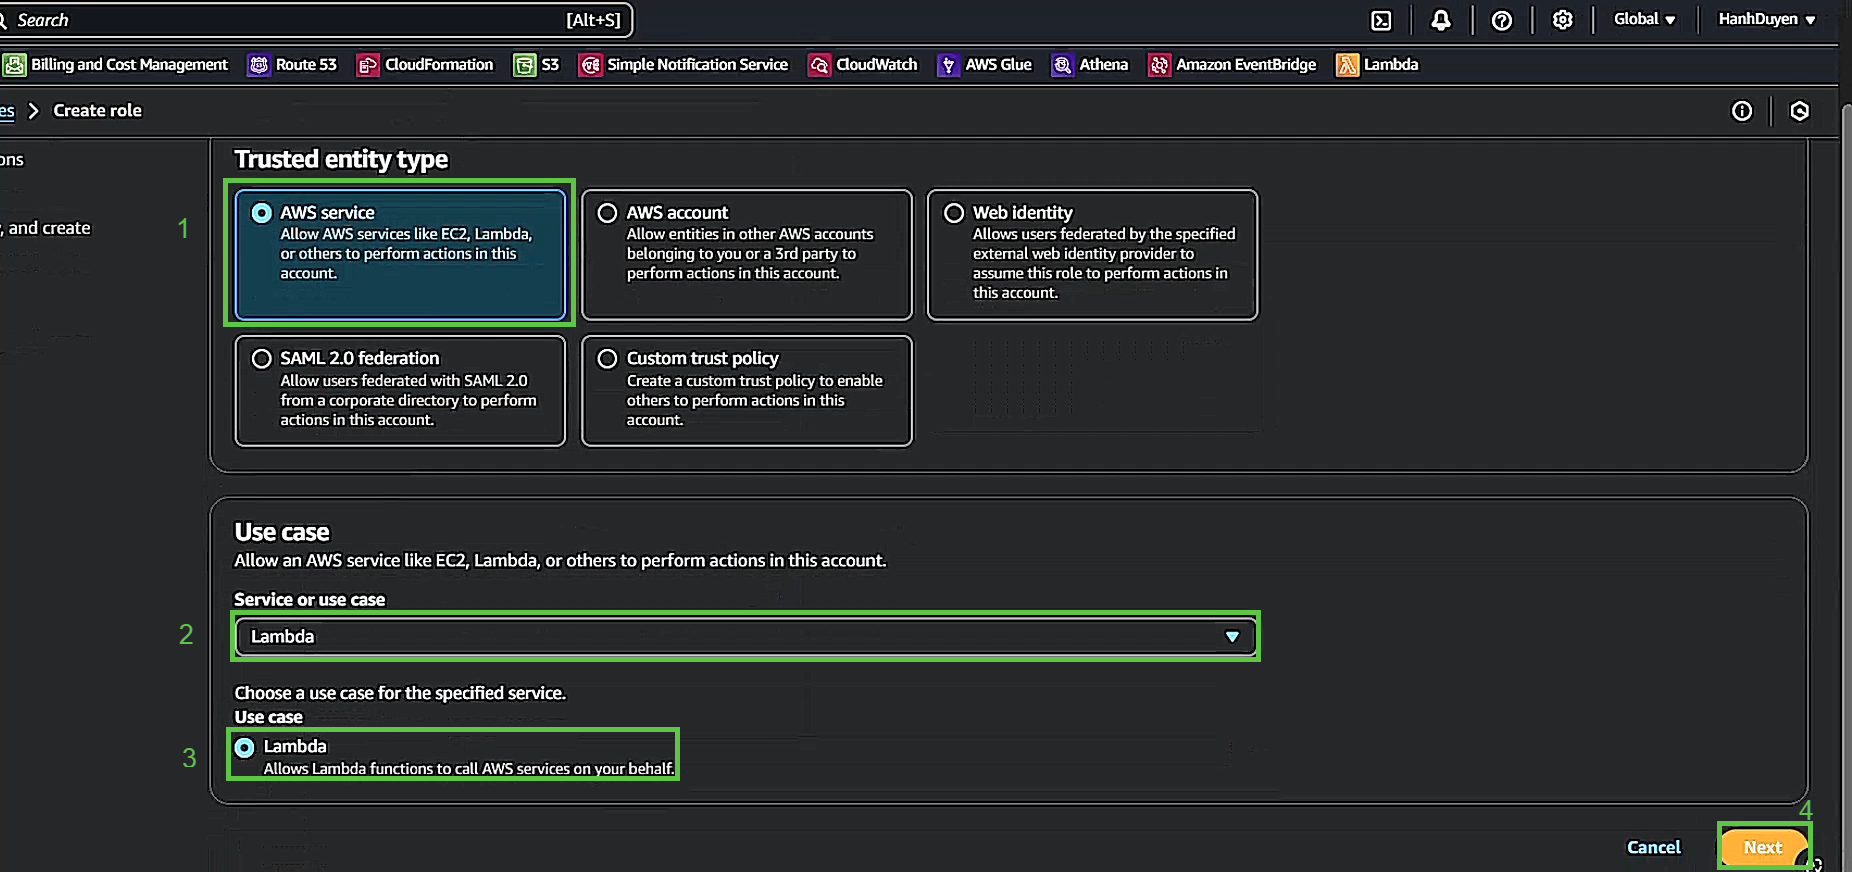 Search [Alt+S] Global HanhDuyen
Billing and Cost Management Route 53 CloudFormation S3 Simple Notification Service CloudWatch AWS Glue Athena Amazon EventBridge Lambda
es Create role
ons
, and create
Trusted entity type
1
AWS service
Allow AWS services like EC2, Lambda,
or others to perform actions in this
account.
AWS account
Allow entities in other AWS accounts
belonging to you or a 3rd party to
perform actions in this account.
Web identity
Allows users federated by the specified
external web identity provider to
assume this role to perform actions in
this account.
SAML 2.0 federation
Allow users federated with SAML 2.0
from a corporate directory to perform
actions in this account.
Custom trust policy
Create a custom trust policy to enable
others to perform actions in this
account.
Use case
Allow an AWS service like EC2, Lambda, or others to perform actions in this account.
Service or use case
2
Lambda
Choose a use case for the specified service.
Use case
3
Lambda
Allows Lambda functions to call AWS services on your behalf.
4
Cancel Next